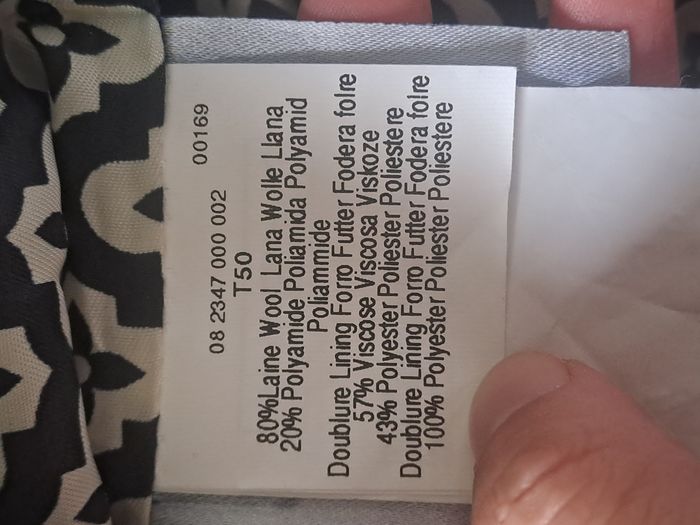 00169
08 2347 000 002
T50
80%Laine Wool Lana Wolle Llana
20% Polyamide Poliamida Polyamid
Poliammide
Doublure Lining Forro Futter Fodera folre
57% Viscose Viscosa Viskoze
43% Polyester Polyester Poliestere
Doublure Lining Forro Futter Fodera folre
100% Polyester Polyester Poliestere